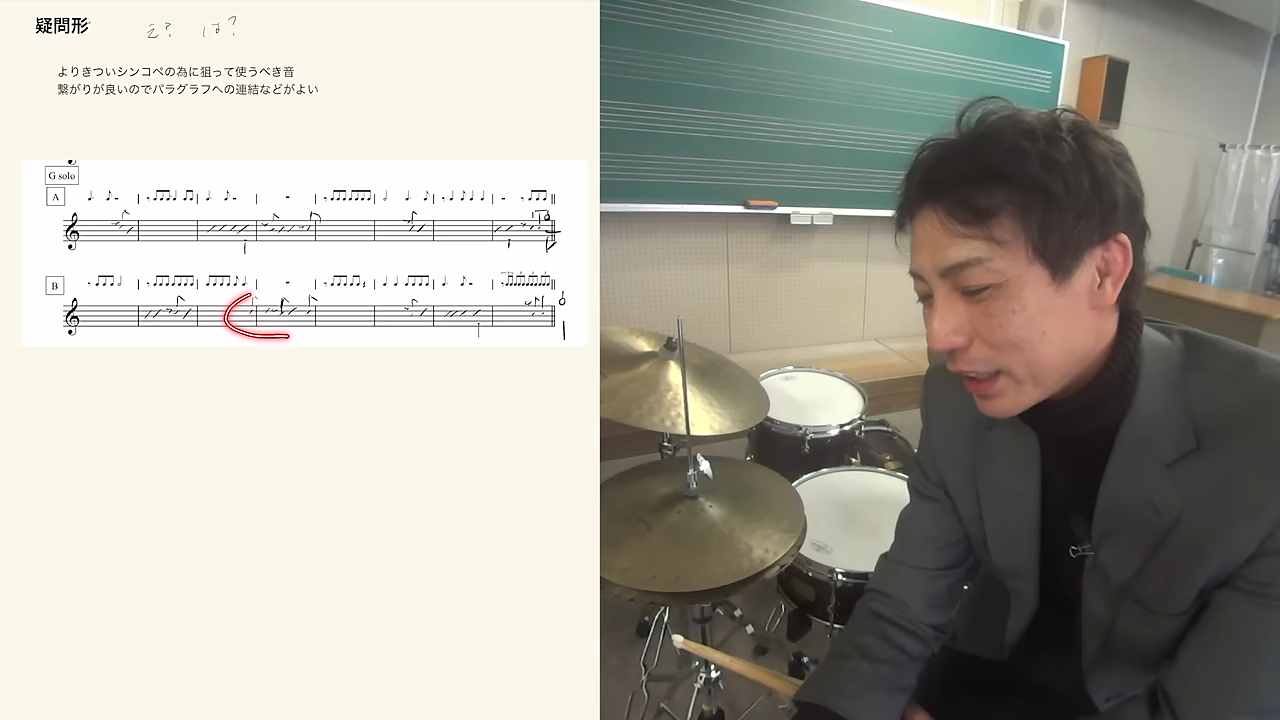 疑問形 え? は?
よりきついシンコペの為に狙って使うべき音
繋がりが良いのでパラグラフへの連結などがよい
G solo
A
B